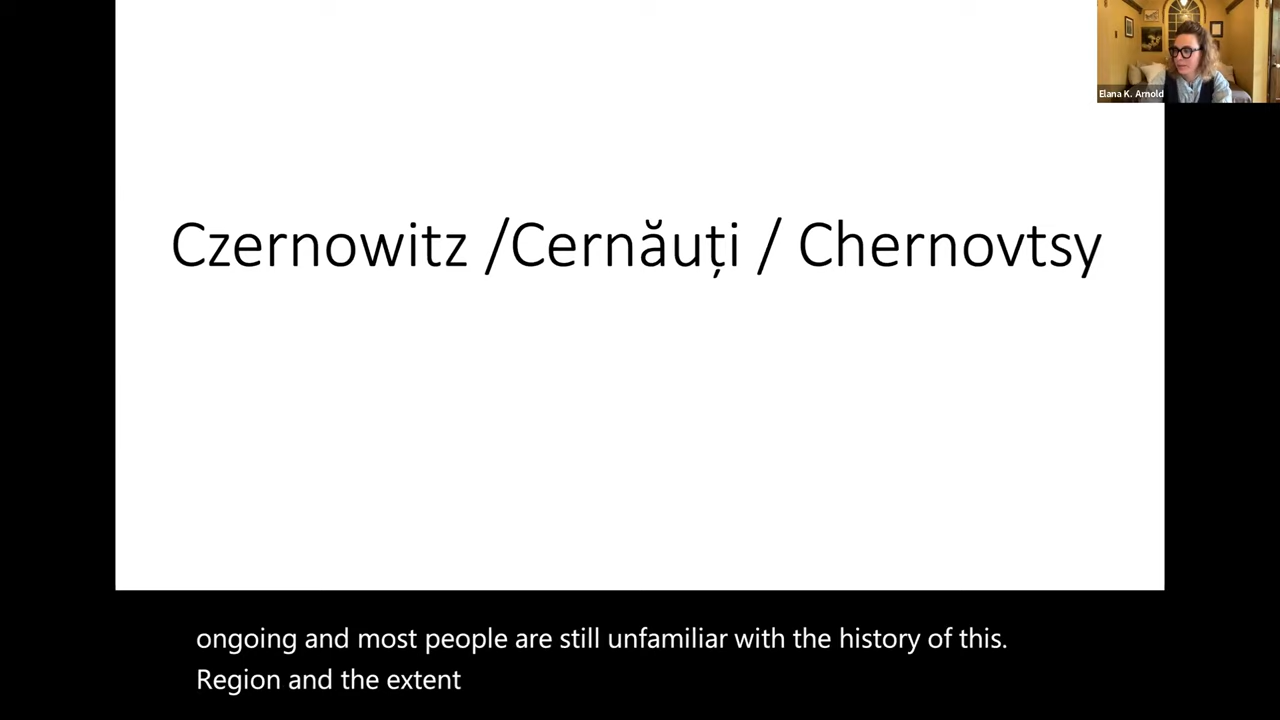 Elana K. Arnold
Czernowitz /Cernăuți / Chernovtsy
ongoing and most people are still unfamiliar with the history of this.
Region and the extent